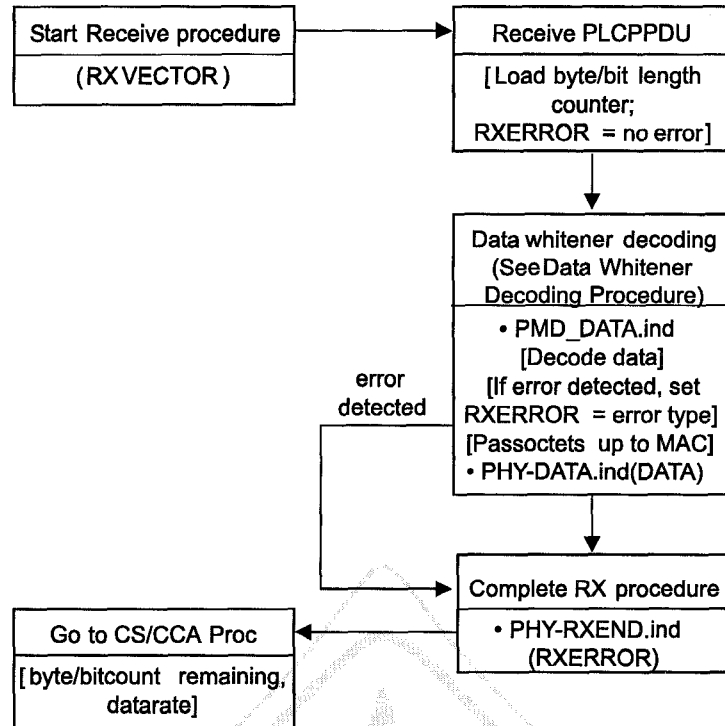 Start Receive procedure
(RXVECTOR)
Receive PLCPPDU
[Load byte/bit length
counter;
RXERROR = no error]
Data whitener decoding
(See Data Whitener
Decoding Procedure)
• PMD_DATA.ind
[Decode data]
[If error detected, set
RXERROR = error type]
[Passoctets up to MAC]
• PHY-DATA.ind(DATA)
error
detected
Complete RX procedure
• PHY-RXEND.ind
(RXERROR)
Go to CS/CCA Proc
[byte/bitcount remaining,
datarate]